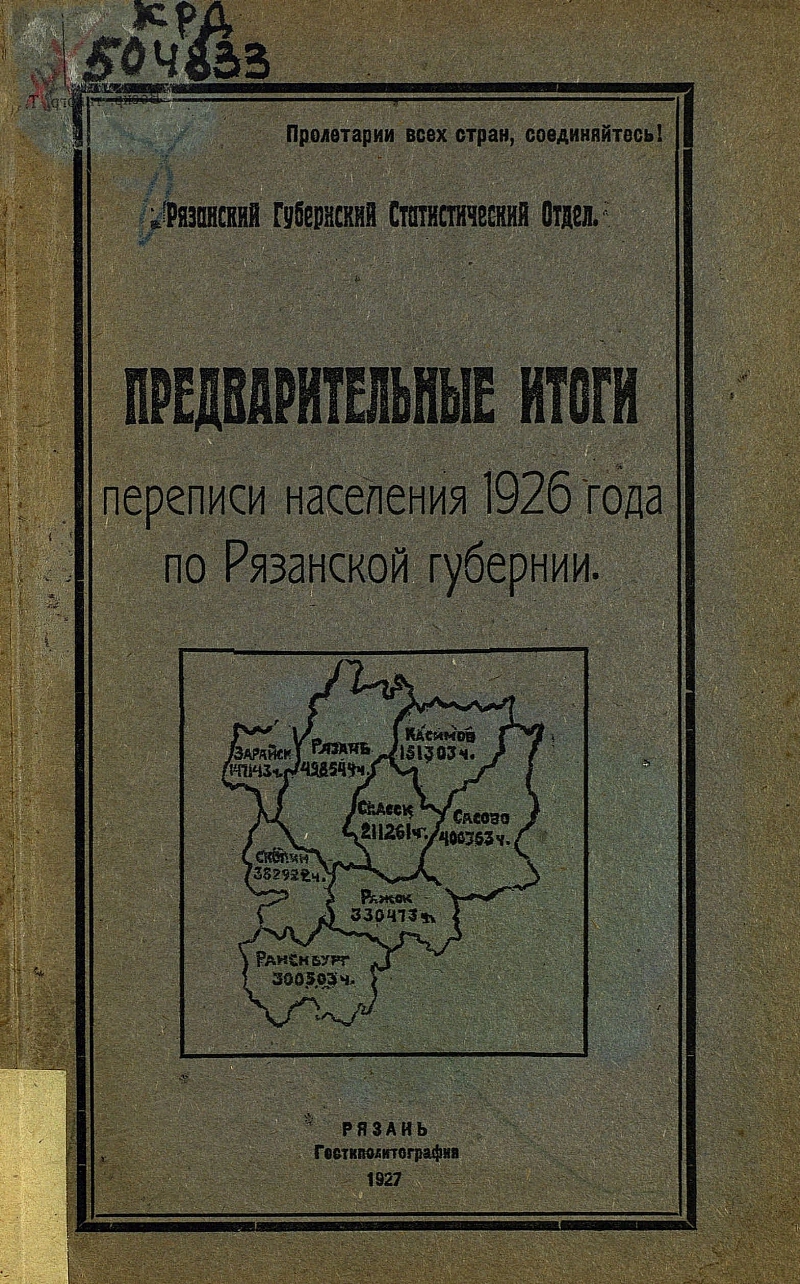 КРД
504833
Пролетарии всех стран, соединяйтесь!
Рязанский Губернский Статистический Отдел.
ПРЕДВАРИТЕЛЬНЫЕ ИТОГИ
переписи населения 1926 года
по Рязанской губернии.
КАСИМОВ
151303 ч.
ЗАРАЙСК
РЯЗАНЬ
СПАССК
211261 ч.
САСОВО
400363 ч.
СКОПИН
382922 ч.
РЯЖСК
330473 ч.
РАНЕНБУРГ
300503 ч.
РЯЗАНЬ
Гостиполитография
1927